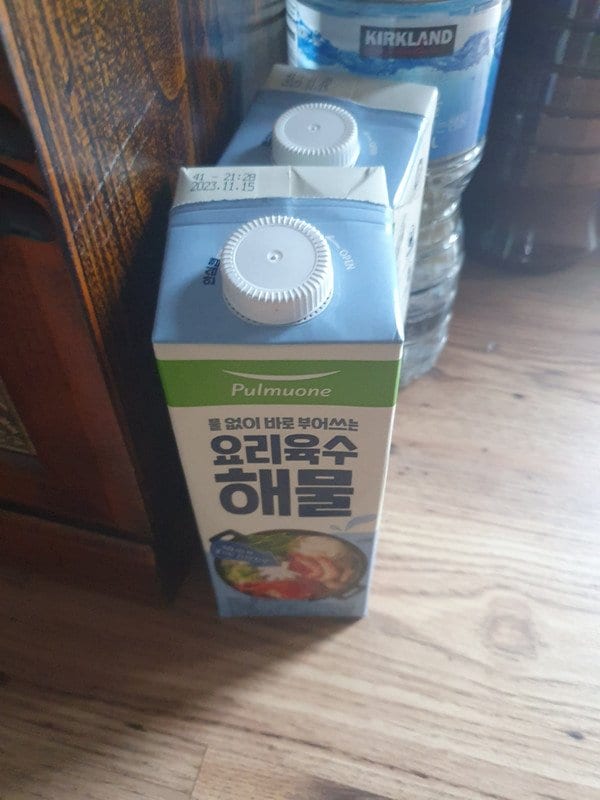 KIRKLAND
41 - 21:28
2023.11.15
OPEN
Pulmuone
물 없이 바로 부어쓰는
요리육수
해물